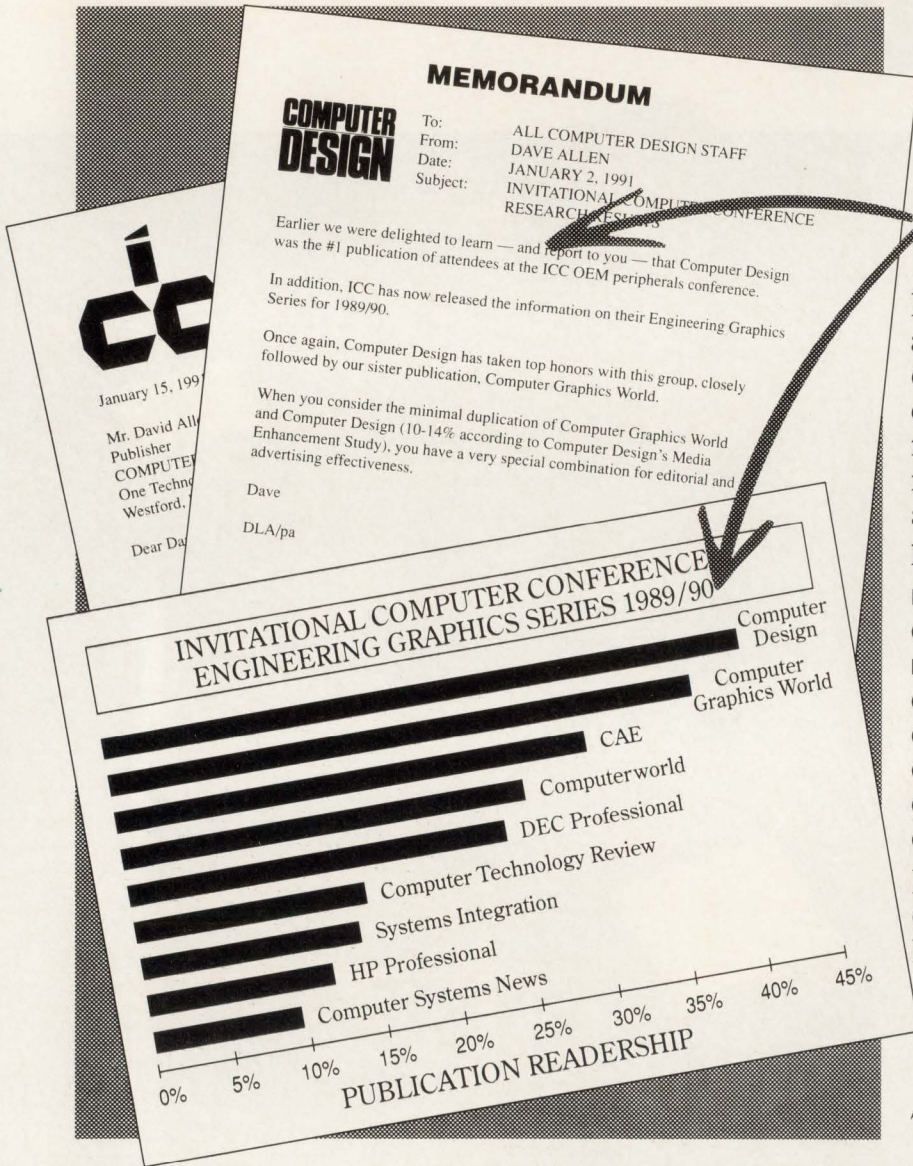 MEMORANDUM
COMPUTER
DESIGN
To: ALL COMPUTER DESIGN STAFF
From: DAVE ALLEN
Date: JANUARY 2, 1991
Subject: INVITATIONAL COMPUTER CONFERENCE
RESEARCH RESULTS
Earlier we were delighted to learn — and report to you — that Computer Design
was the #1 publication of attendees at the ICC OEM peripherals conference.
In addition, ICC has now released the information on their Engineering Graphics
Series for 1989/90.
Once again, Computer Design has taken top honors with this group, closely
followed by our sister publication, Computer Graphics World.
When you consider the minimal duplication of Computer Graphics World
and Computer Design (10-14% according to Computer Design's Media
Enhancement Study), you have a very special combination for editorial and
advertising effectiveness.
Dave
DLA/pa
icc
January 15, 199
Mr. David All
Publisher
COMPUTE
One Techno
Westford,
Dear Da
INVITATIONAL COMPUTER CONFERENCE
ENGINEERING GRAPHICS SERIES 1989/90
Computer
Design
Computer
Graphics World
CAE
Computerworld
DEC Professional
Computer Technology Review
Systems Integration
HP Professional
Computer Systems News
0% 5% 10% 15% 20% 25% 30% 35% 40% 45%
PUBLICATION READERSHIP